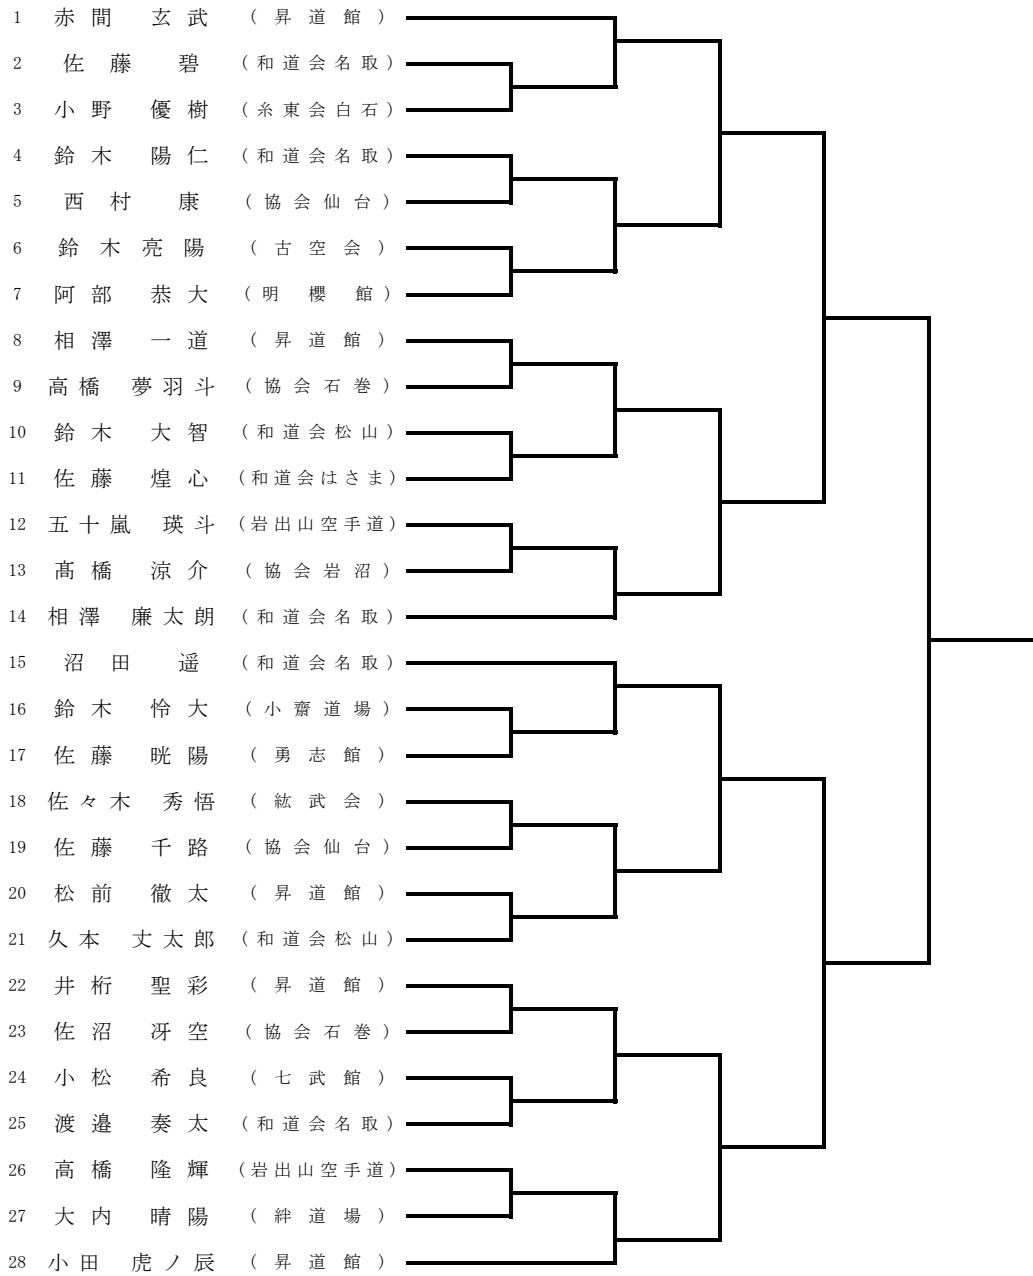 1 赤間 玄武 (昇道館)
2 佐藤 碧 (和道会名取)
3 小野 優樹 (糸東会白石)
4 鈴木 陽仁 (和道会名取)
5 西村 康 (協会仙台)
6 鈴木亮陽 (古空会)
7 阿部 恭大 (明櫻館)
8 相澤 一道 (昇道館)
9 高橋 夢羽斗 (協会石巻)
10 鈴木 大智 (和道会松山)
11 佐藤 煌心 (和道会はさま)
12 五十嵐 瑛斗 (岩出山空手道)
13 髙橋 涼介 (協会岩沼)
14 相澤 廉太朗 (和道会名取)
15 沼田 遥 (和道会名取)
16 鈴木 怜大 (小齋道場)
17 佐藤 晄陽 (勇志館)
18 佐々木 秀悟 (紘武会)
19 佐藤 千路 (協会仙台)
20 松前 徹太 (昇道館)
21 久本 丈太郎 (和道会松山)
22 井桁 聖彩 (昇道館)
23 佐沼 冴空 (協会石巻)
24 小松 希良 (七武館)
25 渡邉 奏太 (和道会名取)
26 高橋 隆輝 (岩出山空手道)
27 大内 晴陽 (絆道場)
28 小田 虎ノ辰 (昇道館)